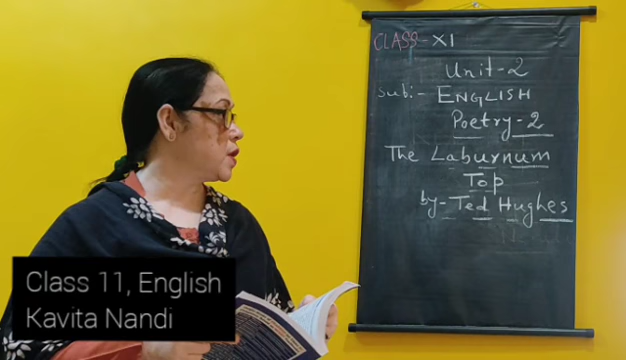 CLASS - XI
Unit - 2
Sub:- ENGLISH
Poetry - 2
The Laburnum
Top
by- Ted Hughes
Class 11, English
Kavita Nandi